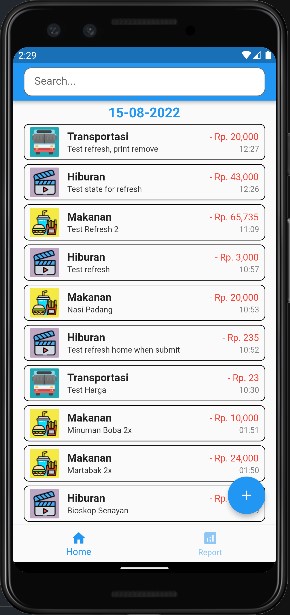 2:29
Search...
15-08-2022
Transportasi
- Rp. 20,000
Test refresh, print remove
12:27
Hiburan
- Rp. 43,000
Test state for refresh
12:26
Makanan
- Rp. 65,735
Test Refresh 2
11:09
Hiburan
- Rp. 3,000
Test refresh
10:57
Makanan
- Rp. 20,000
Nasi Padang
10:53
Hiburan
- Rp. 235
Test refresh home when submit
10:52
Transportasi
- Rp. 23
Test Harga
10:30
Makanan
- Rp. 10,000
Minuman Boba 2x
01:51
Makanan
- Rp. 24,000
Martabak 2x
01:50
Hiburan
- Rp.
Bioskop Senayan
+
Home
Report